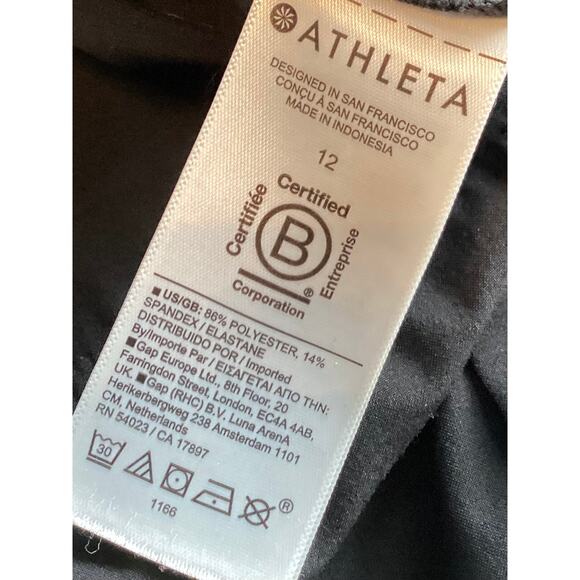 ATHLETA
DESIGNED IN SAN FRANCISCO
CONÇU À SAN FRANCISCO
MADE IN INDONESIA
12
Certifiée
Certified
B
®
Entreprise
Corporation
■ US/GB: 86% POLYESTER, 14%
SPANDEX / ELASTANE
DISTRIBUIDO POR / Imported
By/Importe Par / ΕΙΣΑΓΕΤΑΙ ΑΠΟ ΤΗΝ:
■Gap Europe Ltd., 8th Floor, 20
Farringdon Street, London, EC4A 4AB,
UK. ■Gap (RHC) B.V. Luna ArenA
Herikerbergweg 238 Amsterdam 1101
CM, Netherlands
RN 54023 / CA 17897
30
®
1166